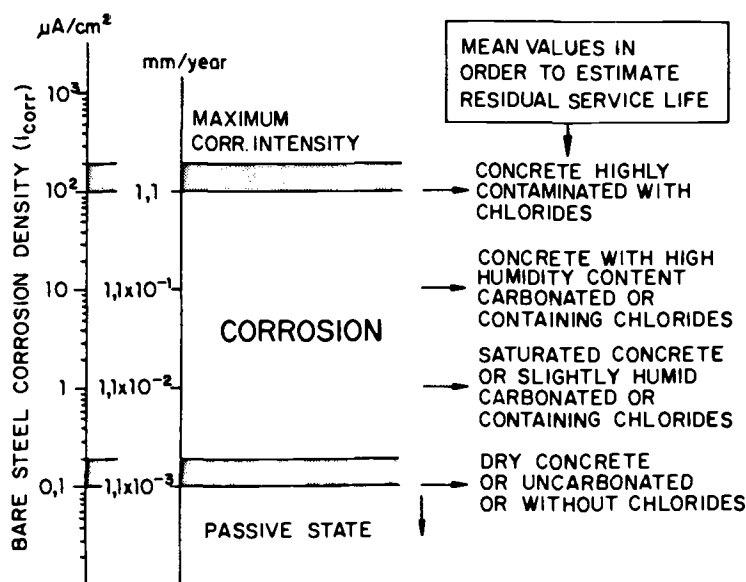 µA/cm²
mm/year
MEAN VALUES IN
ORDER TO ESTIMATE
RESIDUAL SERVICE LIFE
BARE STEEL CORROSION DENSITY (Icorr)
10³
10²
10
1
0,1
1,1
1,1x10⁻¹
1,1x10⁻²
1,1x10⁻³
MAXIMUM
CORR. INTENSITY
CORROSION
PASSIVE STATE
CONCRETE HIGHLY
CONTAMINATED WITH
CHLORIDES
CONCRETE WITH HIGH
HUMIDITY CONTENT
CARBONATED OR
CONTAINING CHLORIDES
SATURATED CONCRETE
OR SLIGHTLY HUMID
CARBONATED OR
CONTAINING CHLORIDES
DRY CONCRETE
OR UNCARBONATED
OR WITHOUT CHLORIDES